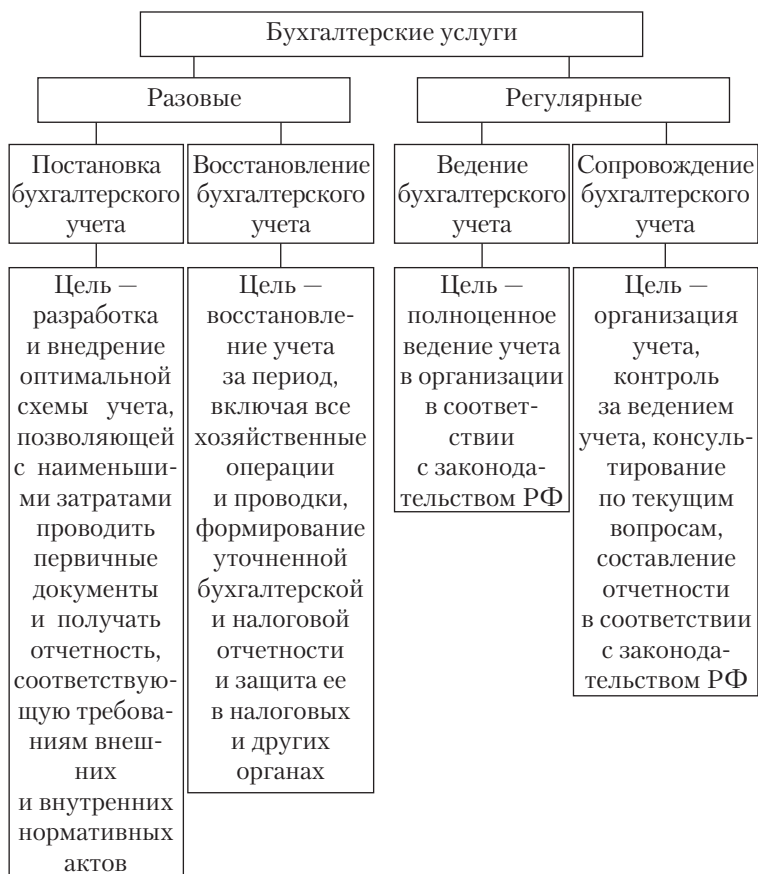 Бухгалтерские услуги
Разовые
Регулярные
Постановка
бухгалтерского
учета
Восстановление
бухгалтерского
учета
Ведение
бухгалтерского
учета
Сопровождение
бухгалтерского
учета
Цель —
разработка
и внедрение
оптимальной
схемы учета,
позволяющей
с наименьши-
ми затратами
проводить
первичные
документы
и получать
отчетность,
соответствую-
щую требова-
ниям внеш-
них
и внутренних
нормативных
актов
Цель —
восстановле-
ние учета
за период,
включая все
хозяйственные
операции
и проводки,
формирование
уточненной
бухгалтерской
и налоговой
отчетности
и защита ее
в налоговых
и других
органах
Цель —
полноценное
ведение учета
в организации
в соответ-
ствии
с законода-
тельством РФ
Цель —
организация
учета,
контроль
за ведением
учета, консуль-
тирование
по текущим
вопросам,
составление
отчетности
в соответствии
с законода-
тельством РФ